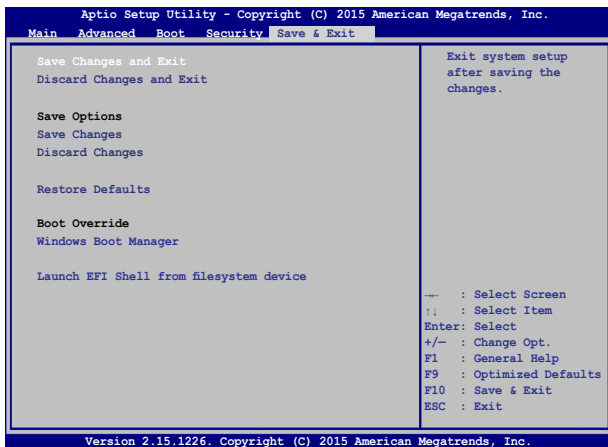 Aptio Setup Utility - Copyright (C) 2015 American Megatrends, Inc.
Main Advanced Boot Security Save & Exit
Save Changes and Exit
Discard Changes and Exit
Save Options
Save Changes
Discard Changes
Restore Defaults
Boot Override
Windows Boot Manager
Launch EFI Shell from filesystem device
Exit system setup
after saving the
changes.
→← : Select Screen
↑↓ : Select Item
Enter: Select
+/— : Change Opt.
F1 : General Help
F9 : Optimized Defaults
F10 : Save & Exit
ESC : Exit
Version 2.15.1226. Copyright (C) 2015 American Megatrends, Inc.